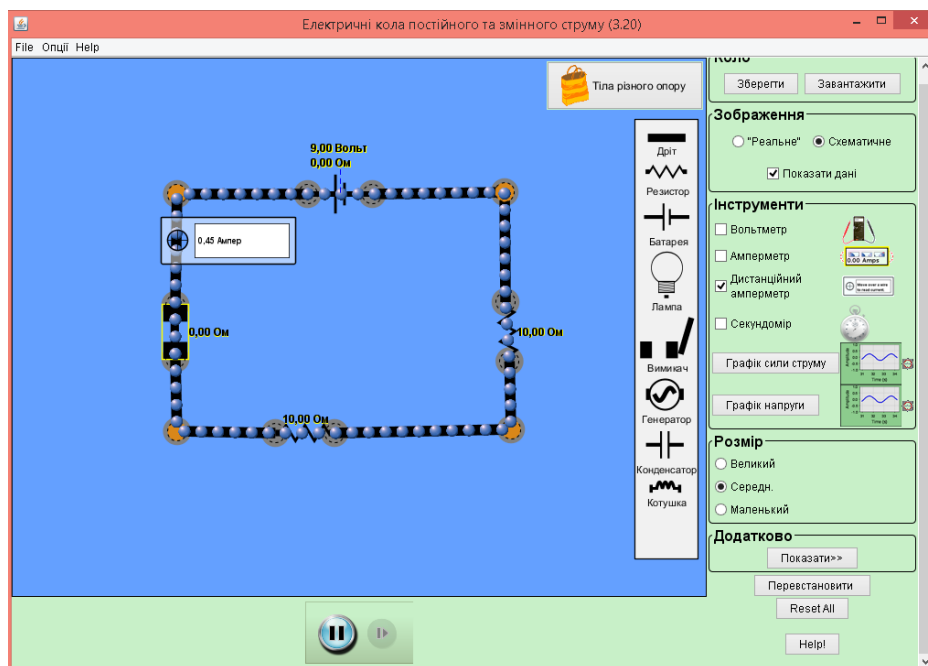 Електричні кола постійного та змінного струму (3.20)
File Опції Help
Тіла різного опору
9,00 Вольт
0,00 Ом
0,45 Ампер
0,00 Ом
10,00 Ом
10,00 Ом
Дріт
Резистор
Батарея
Лампа
Вимикач
Генератор
Конденсатор
Котушка
Коло
Зберегти Завантажити
Зображення
"Реальне" Схематичне
Показати дані
Інструменти
Вольтметр
Амперметр
0.00 Amps
Дистанційний
амперметр
Секундомір
Графік сили струму
Графік напруги
Розмір
Великий
Середн.
Маленький
Додатково
Показати>>
Перевстановити
Reset All
Help!